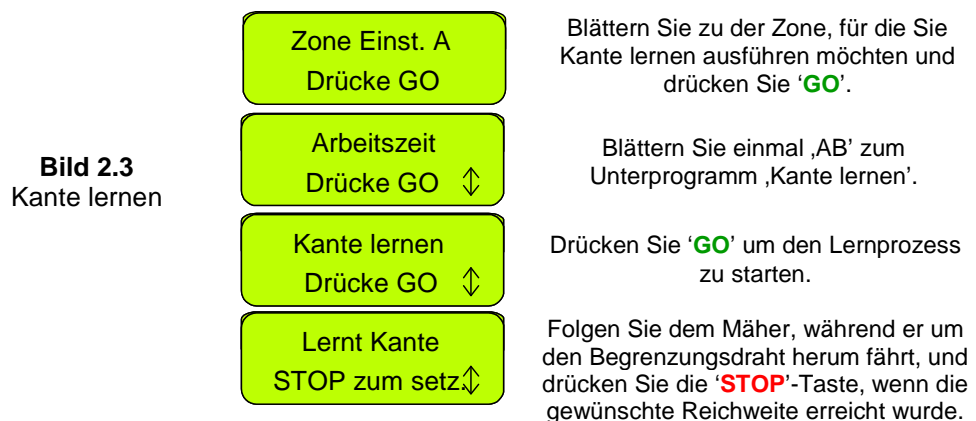 Bild 2.3
Kante lernen
Zone Einst. A
Drücke GO
Blättern Sie zu der Zone, für die Sie
Kante lernen ausführen möchten und
drücken Sie ‘GO’.
Arbeitszeit
Drücke GO
Blättern Sie einmal ‚AB’ zum
Unterprogramm ‚Kante lernen’.
Kante lernen
Drücke GO
Drücken Sie ‘GO’ um den Lernprozess
zu starten.
Lernt Kante
STOP zum setz.
Folgen Sie dem Mäher, während er um
den Begrenzungsdraht herum fährt, und
drücken Sie die ‘STOP’-Taste, wenn die
gewünschte Reichweite erreicht wurde.